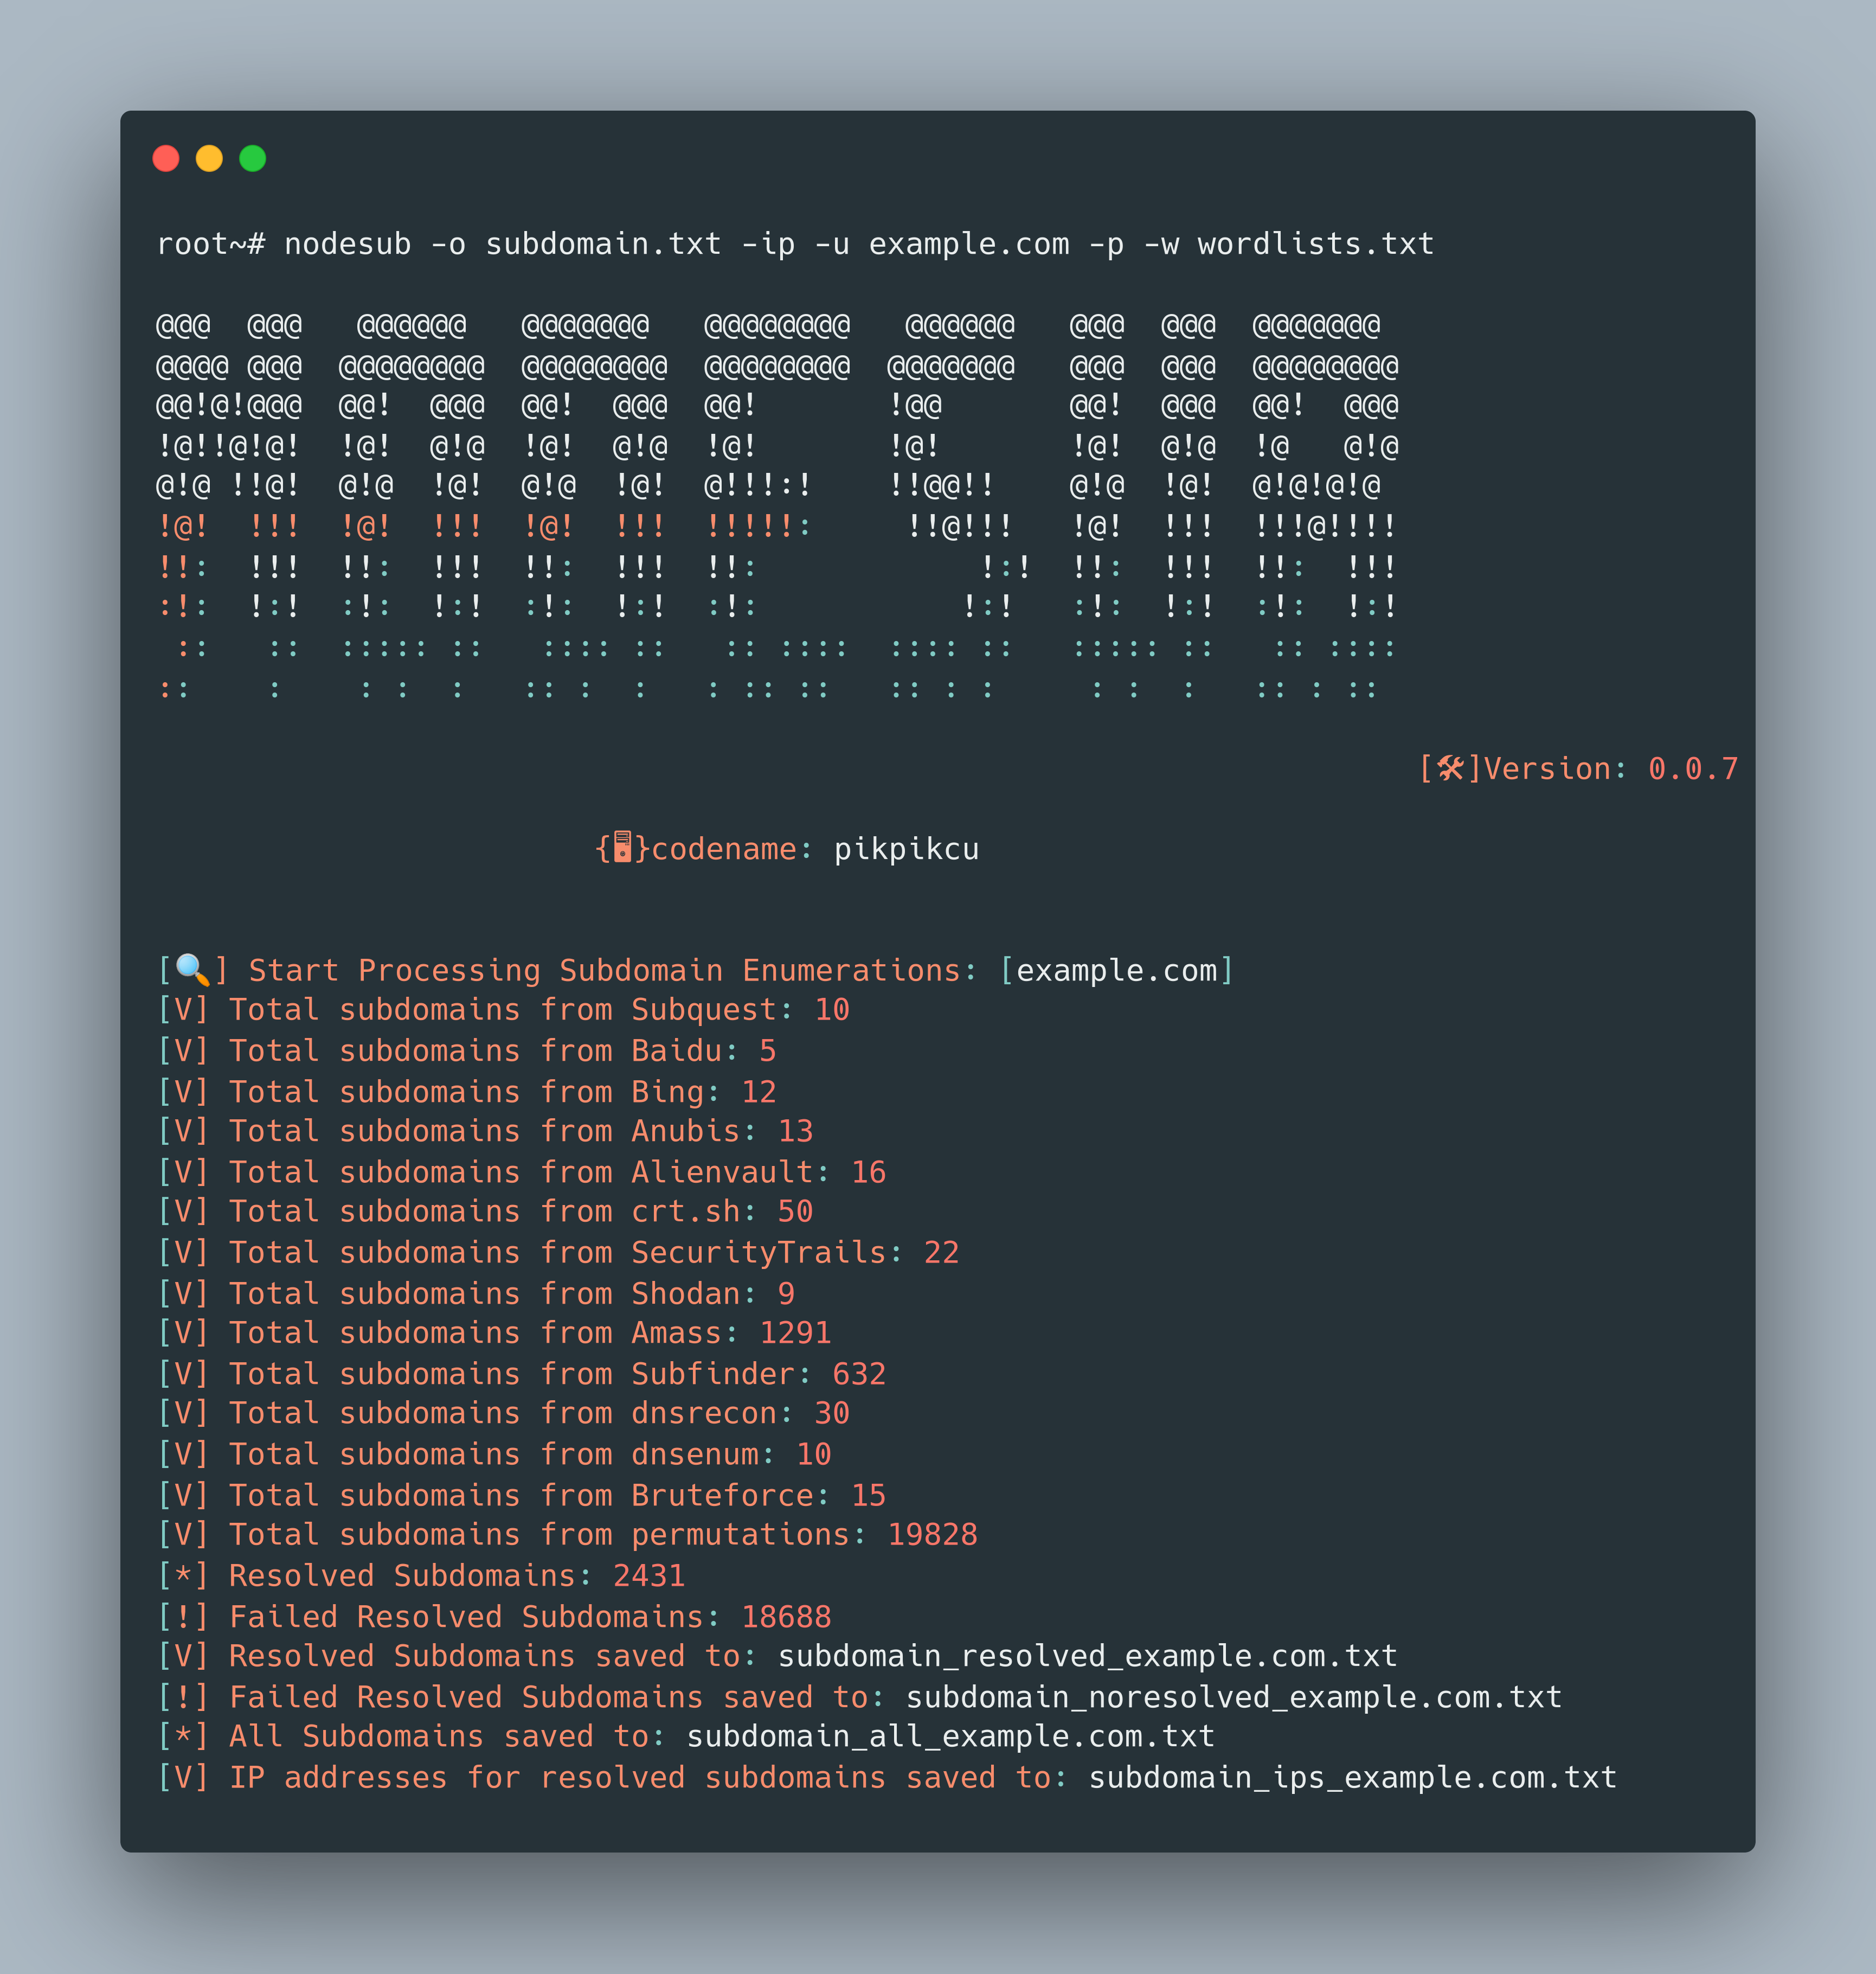 root~# nodesub -o subdomain.txt -ip -u example.com -p -w wordlists.txt
@@@  @@@   @@@@@@   @@@@@@@   @@@@@@@@   @@@@@@   @@@  @@@  @@@@@@@
@@@@ @@@  @@@@@@@@  @@@@@@@@  @@@@@@@@  @@@@@@@   @@@  @@@  @@@@@@@@
@@!@!@@@  @@!  @@@  @@!  @@@  @@!       !@@       @@!  @@@  @@!  @@@
!@!!@!@!  !@!  @!@  !@!  @!@  !@!       !@!       !@!  @!@  !@   @!@
@!@ !!@!  @!@  !@!  @!@  !@!  @!!!:!    !!@@!!    @!@  !@!  @!@!@!@
!@!  !!!  !@!  !!!  !@!  !!!  !!!!!:     !!@!!!   !@!  !!!  !!!@!!!!
!!:  !!!  !!:  !!!  !!:  !!!  !!:            !:!  !!:  !!!  !!:  !!!
:!:  !:!  :!:  !:!  :!:  !:!  :!:           !:!   :!:  !:!  :!:  !:!
 ::   ::  ::::: ::   :::: ::   :: ::::  :::: ::   ::::: ::   :: ::::
::    :    : :  :   :: :  :   : :: ::   :: : :     : :  :   :: : ::
[🛠]Version: 0.0.7
{🖥}codename: pikpikcu
[🔍] Start Processing Subdomain Enumerations: [example.com]
[V] Total subdomains from Subquest: 10
[V] Total subdomains from Baidu: 5
[V] Total subdomains from Bing: 12
[V] Total subdomains from Anubis: 13
[V] Total subdomains from Alienvault: 16
[V] Total subdomains from crt.sh: 50
[V] Total subdomains from SecurityTrails: 22
[V] Total subdomains from Shodan: 9
[V] Total subdomains from Amass: 1291
[V] Total subdomains from Subfinder: 632
[V] Total subdomains from dnsrecon: 30
[V] Total subdomains from dnsenum: 10
[V] Total subdomains from Bruteforce: 15
[V] Total subdomains from permutations: 19828
[*] Resolved Subdomains: 2431
[!] Failed Resolved Subdomains: 18688
[V] Resolved Subdomains saved to: subdomain_resolved_example.com.txt
[!] Failed Resolved Subdomains saved to: subdomain_noresolved_example.com.txt
[*] All Subdomains saved to: subdomain_all_example.com.txt
[V] IP addresses for resolved subdomains saved to: subdomain_ips_example.com.txt